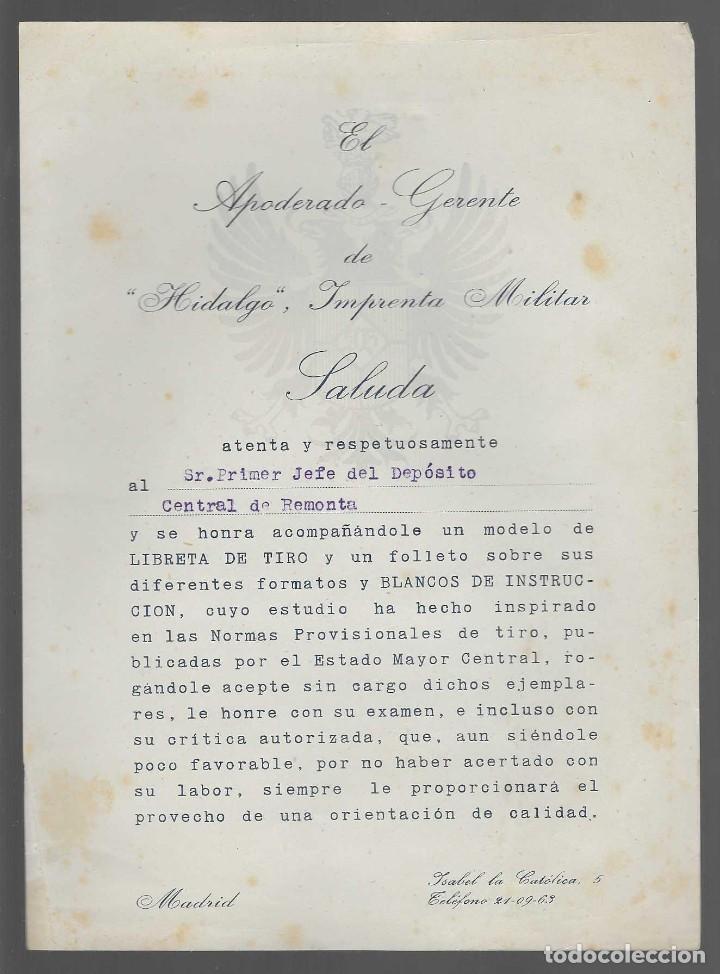 El
Apoderado - Gerente
de
"Hidalgo", Imprenta Militar
Saluda
atenta y respetuosamente
al Sr.Primer Jefe del Depósito
Central de Remonta
y se honra acompañándole un modelo de
LIBRETA DE TIRO y un folleto sobre sus
diferentes formatos y BLANCOS DE INSTRUC-
CION, cuyo estudio ha hecho inspirado
en las Normas Provisionales de tiro, pu-
blicadas por el Estado Mayor Central, ro-
gándole acepte sin cargo dichos ejempla-
res, le honre con su examen, e incluso con
su crítica autorizada, que, aun siéndole
poco favorable, por no haber acertado con
su labor, siempre le proporcionará el
provecho de una orientación de calidad.
Isabel la Católica, 5
Madrid Teléfono 21-09-63
todocoleccion
todocoleccion.net